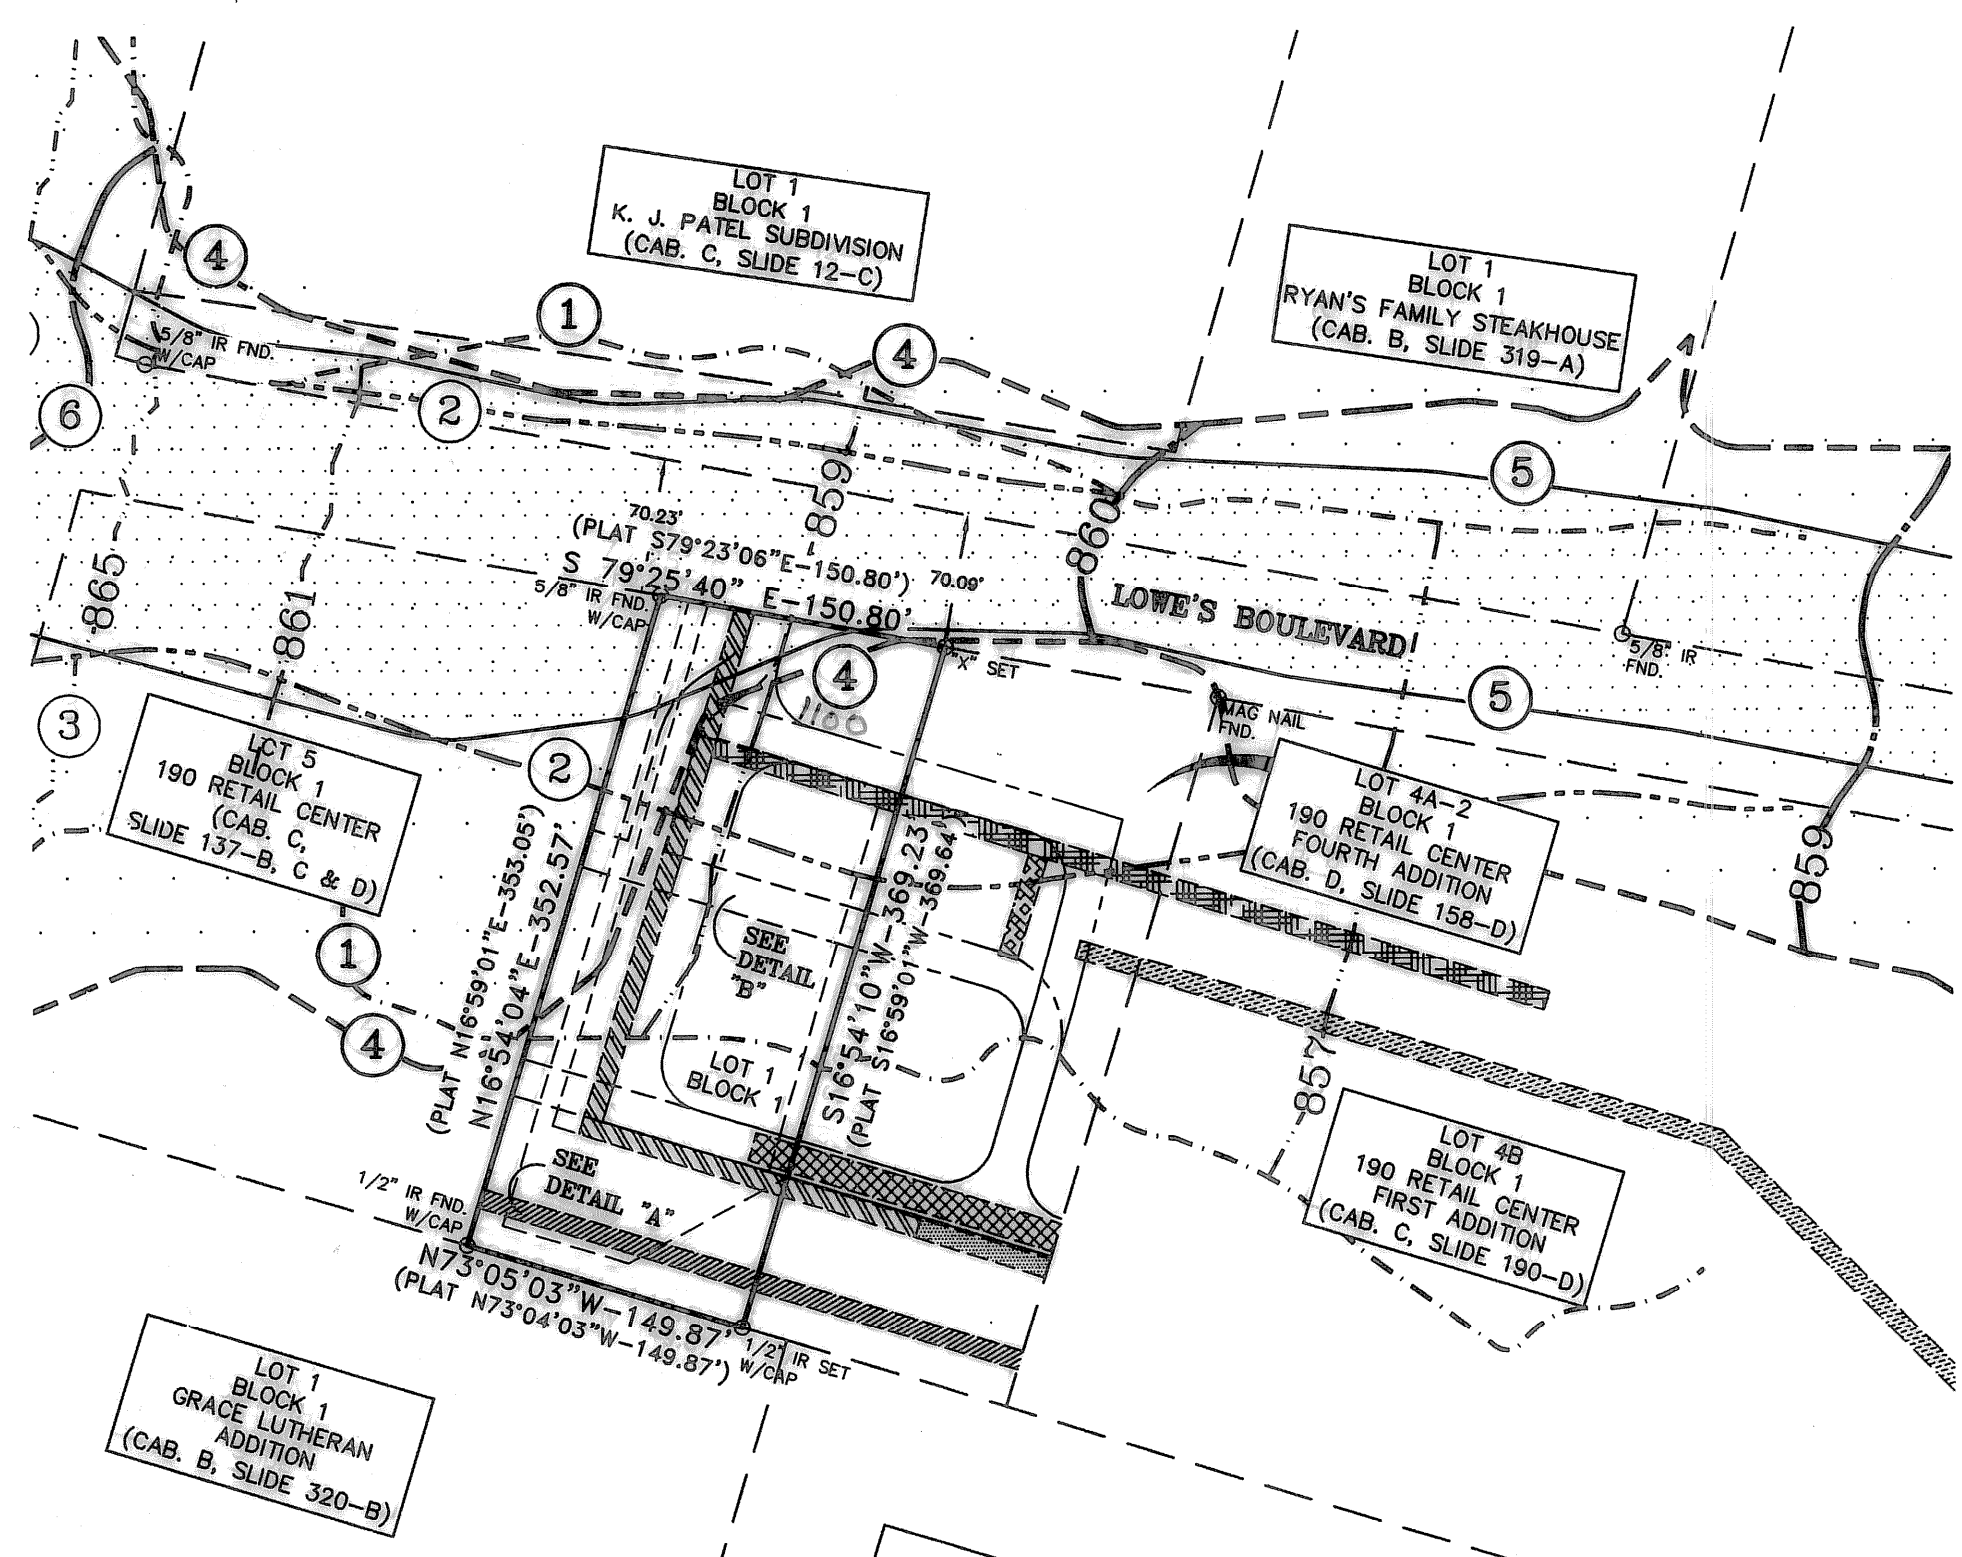 LOT 1
BLOCK 1
K. J. PATEL SUBDIVISION
(CAB. C, SLIDE 12-C)
LOT 1
BLOCK 1
RYAN'S FAMILY STEAKHOUSE
(CAB. B, SLIDE 319-A)
4
1
4
5/8" IR FND.
W/CAP
6
2
5
859
860
70.23'
(PLAT S79°23'06"E-150.80')
S 79°25'40" E-150.80'
70.09'
5/8" IR FND.
W/CAP
865
861
LOWE'S BOULEVARD
5/8" IR
FND.
"X" SET
4
1100
5
3
MAG NAIL
FND.
2
LOT 5
BLOCK 1
190 RETAIL CENTER
(CAB. C,
SLIDE 137-B, C & D)
LOT 4A-2
BLOCK 1
190 RETAIL CENTER
FOURTH ADDITION
(CAB. D, SLIDE 158-D)
859
(PLAT N16°59'01"E-353.05')
N16°54'04"E-352.57'
S16°54'10"W-369.23'
(PLAT S16°59'01"W-369.64')
SEE
DETAIL
"B"
1
4
LOT 1
BLOCK 1
857
LOT 4B
BLOCK 1
190 RETAIL CENTER
FIRST ADDITION
(CAB. C, SLIDE 190-D)
SEE
DETAIL "A"
1/2" IR FND.
W/CAP
N73°05'03"W-149.87'
(PLAT N73°04'03"W-149.87')
1/2" IR SET
W/CAP
LOT 1
BLOCK 1
GRACE LUTHERAN
ADDITION
(CAB. B, SLIDE 320-B)